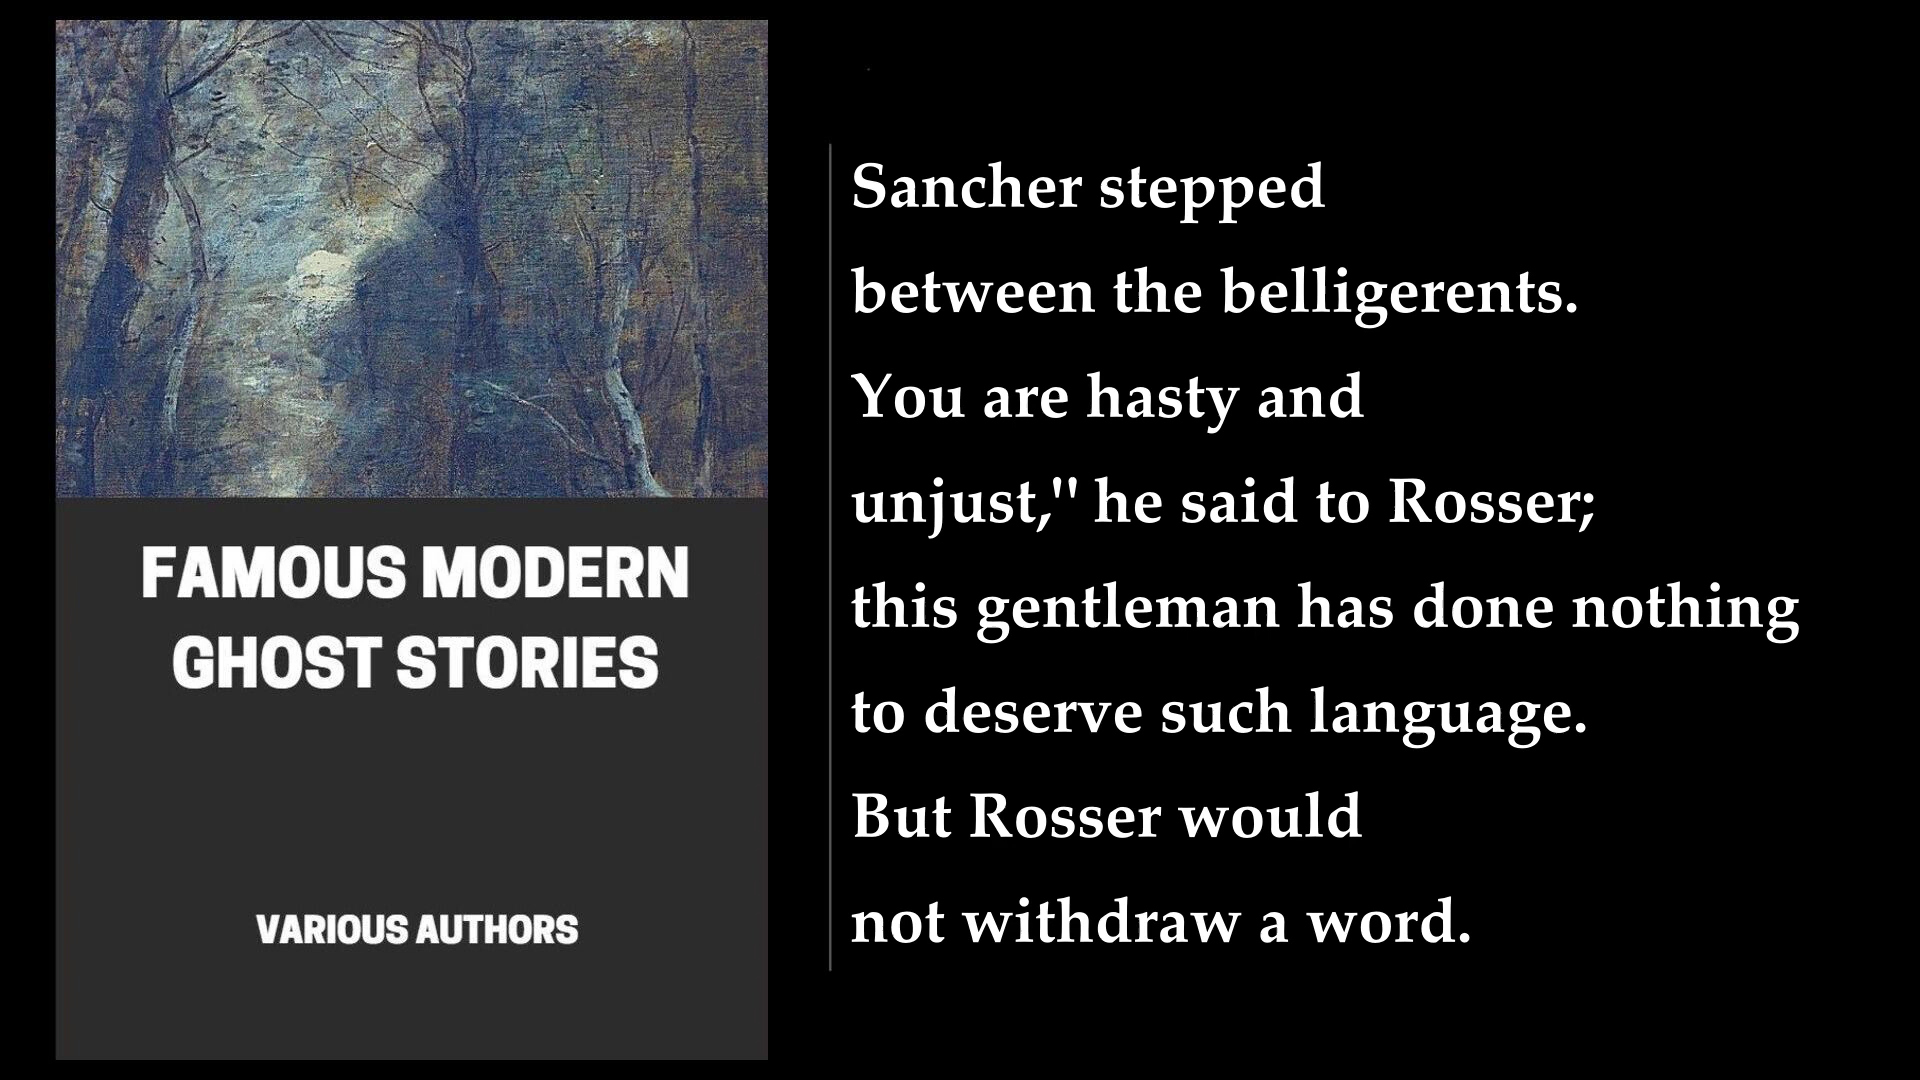 FAMOUS MODERN
GHOST STORIES
VARIOUS AUTHORS
Sancher stepped
between the belligerents.
You are hasty and
unjust," he said to Rosser;
this gentleman has done nothing
to deserve such language.
But Rosser would
not withdraw a word.